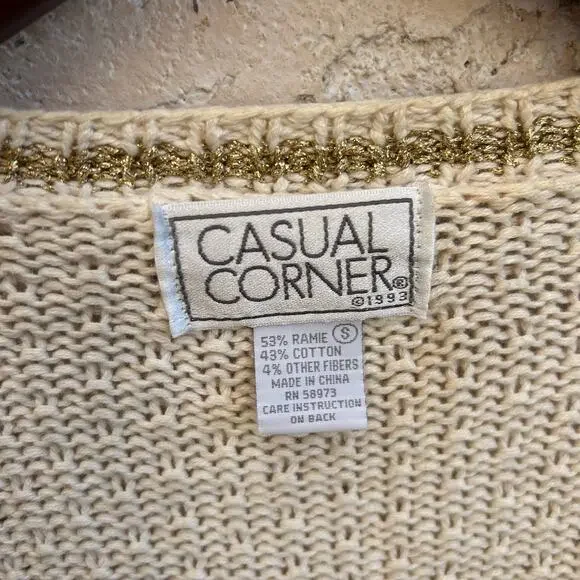 CASUAL
CORNER®
©1993
53% RAMIE S
43% COTTON
4% OTHER FIBERS
MADE IN CHINA
RN 58973
CARE INSTRUCTION
ON BACK